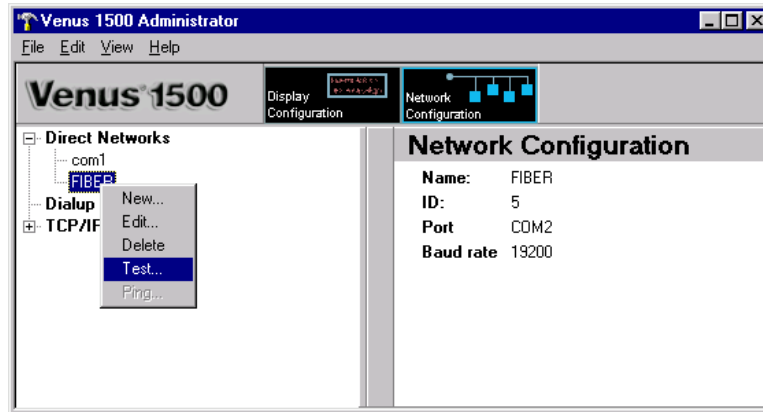 Venus 1500 Administrator
File Edit View Help
Venus 1500
Display
Configuration
Network
Configuration
Direct Networks
com1
FIBER
Dialup
TCP/IP
New...
Edit...
Delete
Test...
Ping...
Network Configuration
Name: FIBER
ID: 5
Port COM2
Baud rate 19200